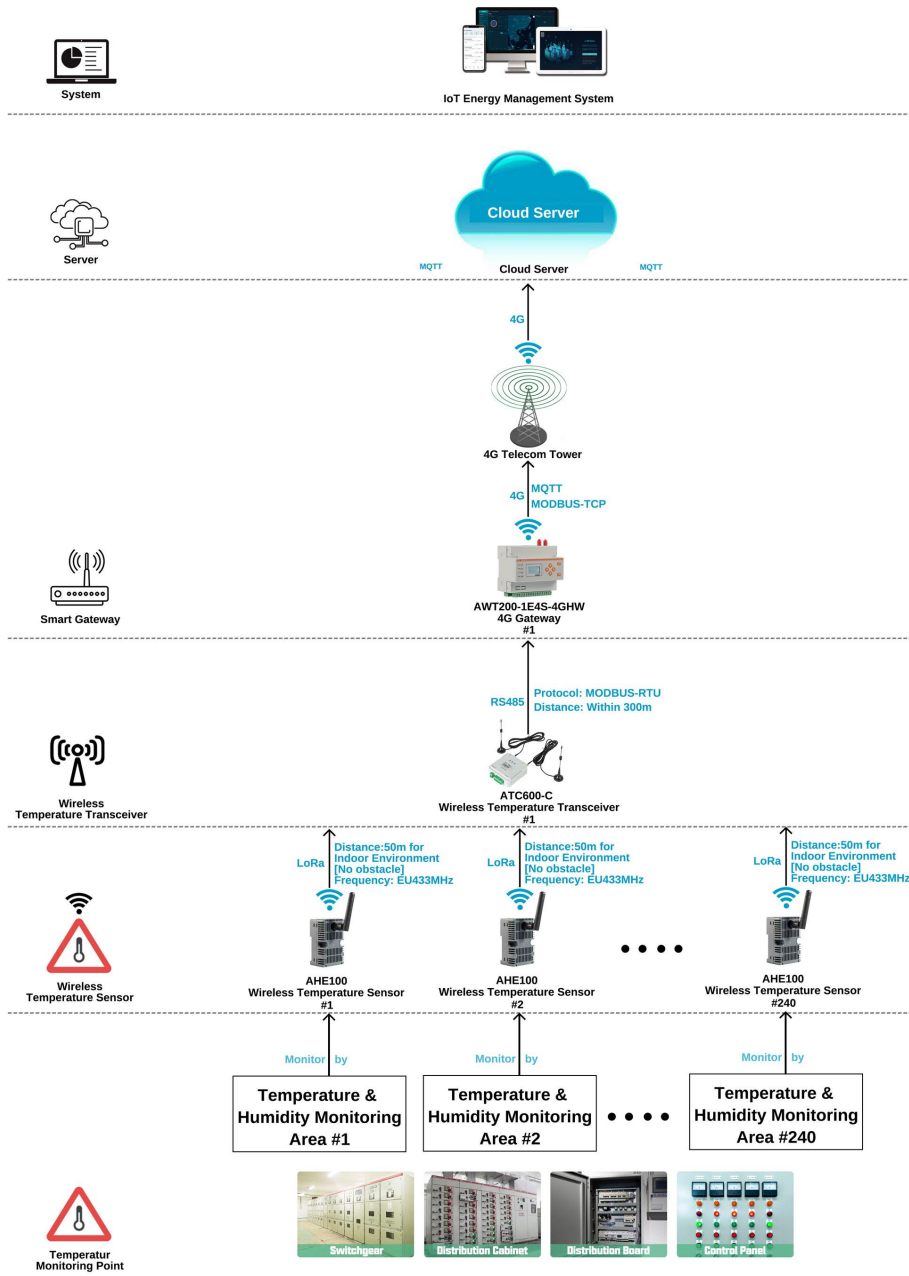 System
IoT Energy Management System
Cloud Server
Server
MQTT
Cloud Server
MQTT
4G
4G Telecom Tower
4G
MQTT
MODBUS-TCP
Smart Gateway
AWT200-1E4S-4GHW
4G Gateway
#1
RS485
Protocol: MODBUS-RTU
Distance: Within 300m
Wireless
Temperature Transceiver
ATC600-C
Wireless Temperature Transceiver
#1
LoRa
Distance:50m for
Indoor Environment
[No obstacle]
Frequency: EU433MHz
LoRa
Distance:50m for
Indoor Environment
[No obstacle]
Frequency: EU433MHz
LoRa
Distance:50m for
Indoor Environment
[No obstacle]
Frequency: EU433MHz
Wireless
Temperature Sensor
AHE100
Wireless Temperature Sensor
#1
AHE100
Wireless Temperature Sensor
#2
AHE100
Wireless Temperature Sensor
#240
Monitor by
Monitor by
Monitor by
Temperature &
Humidity Monitoring
Area #1
Temperature &
Humidity Monitoring
Area #2
Temperature &
Humidity Monitoring
Area #240
Switchgear
Distribution Cabinet
Distribution Board
Control Panel
Temperatur
Monitoring Point